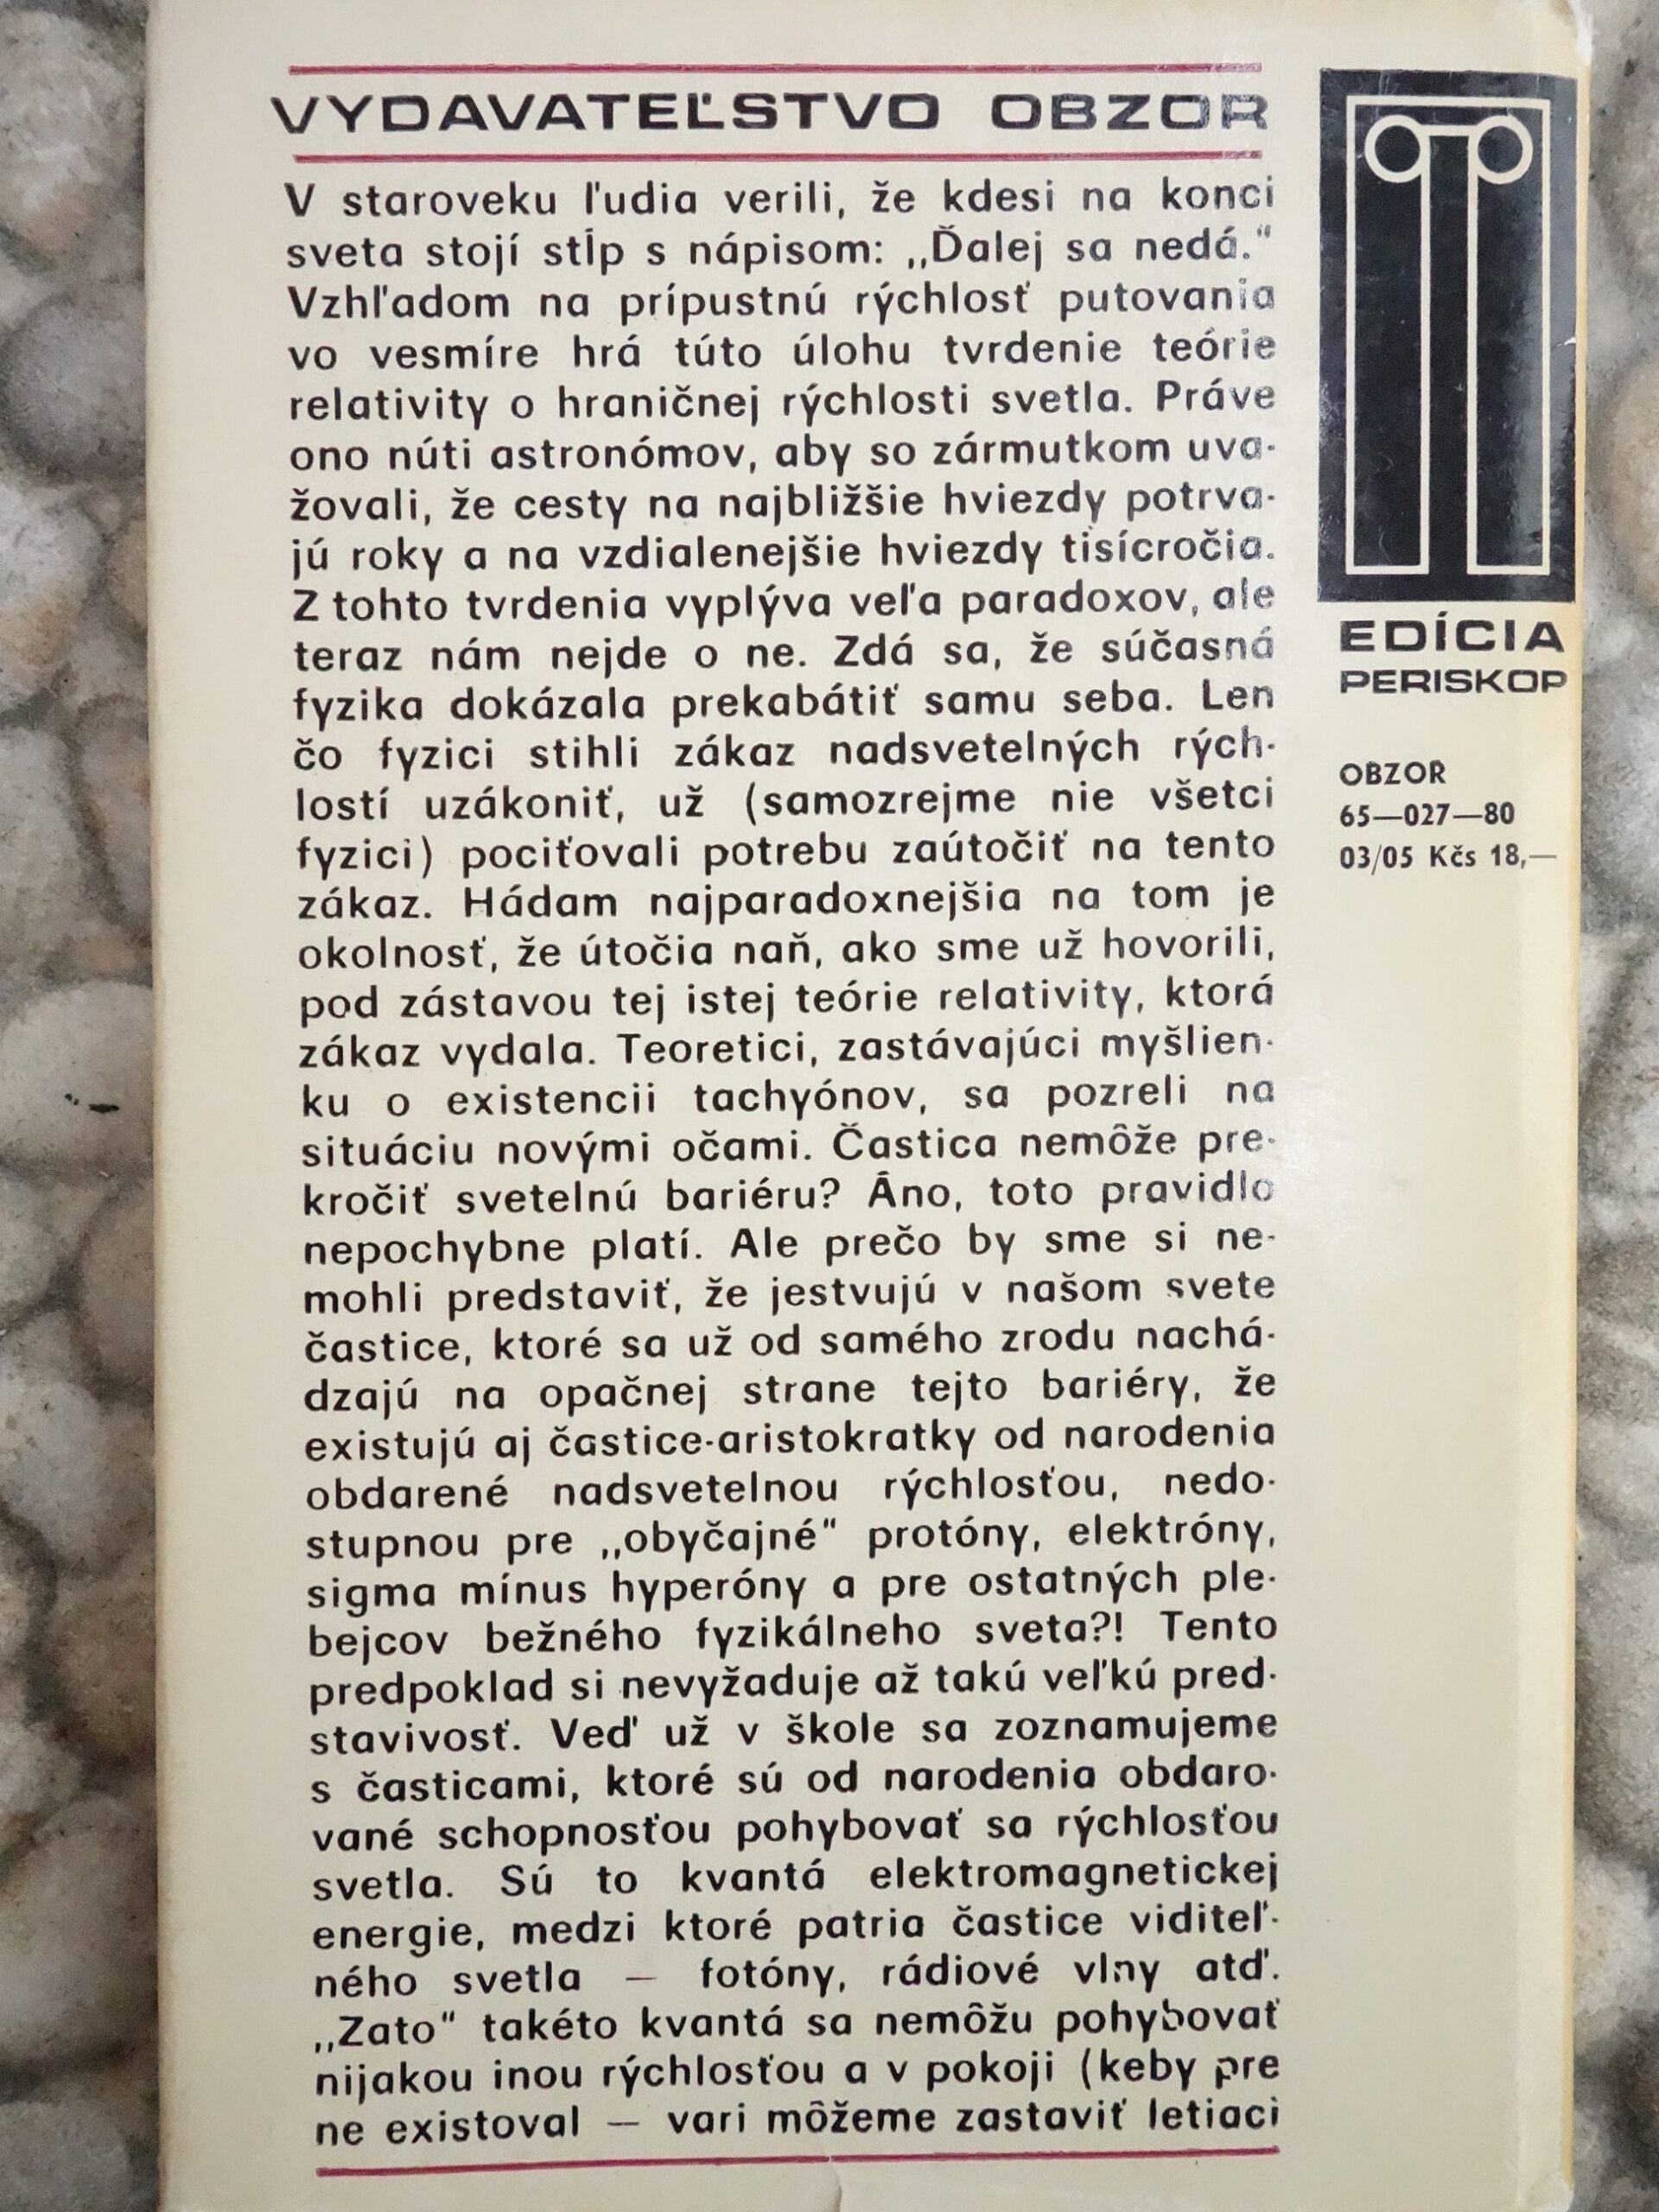 VYDAVATEĽSTVO OBZOR
V staroveku ľudia verili, že kdesi na konci
sveta stojí stĺp s nápisom: „Ďalej sa nedá."
Vzhľadom na prípustnú rýchlosť putovania
vo vesmíre hrá túto úlohu tvrdenie teórie
relativity o hraničnej rýchlosti svetla. Práve
ono núti astronómov, aby so zármutkom uva-
žovali, že cesty na najbližšie hviezdy potrva-
jú roky a na vzdialenejšie hviezdy tisícročia.
Z tohto tvrdenia vyplýva veľa paradoxov, ale
teraz nám nejde o ne. Zdá sa, že súčasná
fyzika dokázala prekabátiť samu seba. Len
čo fyzici stihli zákaz nadsvetelných rých-
lostí uzákoniť, už (samozrejme nie všetci
fyzici) pociťovali potrebu zaútočiť na tento
zákaz. Hádam najparadoxnejšia na tom je
okolnosť, že útočia naň, ako sme už hovorili,
pod zástavou tej istej teórie relativity, ktorá
zákaz vydala. Teoretici, zastávajúci myšlien-
ku o existencii tachyónov, sa pozreli na
situáciu novými očami. Častica nemôže pre-
kročiť svetelnú bariéru? Áno, toto pravidlo
nepochybne platí. Ale prečo by sme si ne-
mohli predstaviť, že jestvujú v našom svete
častice, ktoré sa už od samého zrodu nachá-
dzajú na opačnej strane tejto bariéry, že
existujú aj častice-aristokratky od narodenia
obdarené nadsvetelnou rýchlosťou, nedo-
stupnou pre „obyčajné" protóny, elektróny,
sigma mínus hyperóny a pre ostatných ple-
bejcov bežného fyzikálneho sveta?! Tento
predpoklad si nevyžaduje až takú veľkú pred-
stavivosť. Veď už v škole sa zoznamujeme
s časticami, ktoré sú od narodenia obdaro-
vané schopnosťou pohybovať sa rýchlosťou
svetla. Sú to kvantá elektromagnetickej
energie, medzi ktoré patria častice viditeľ-
ného svetla — fotóny, rádiové vlny atď.
„Zato" takéto kvantá sa nemôžu pohybovať
nijakou inou rýchlosťou a v pokoji (keby pre
ne existoval — vari môžeme zastaviť letiaci
EDÍCIA
PERISKOP
OBZOR
65—027—80
03/05 Kčs 18,—